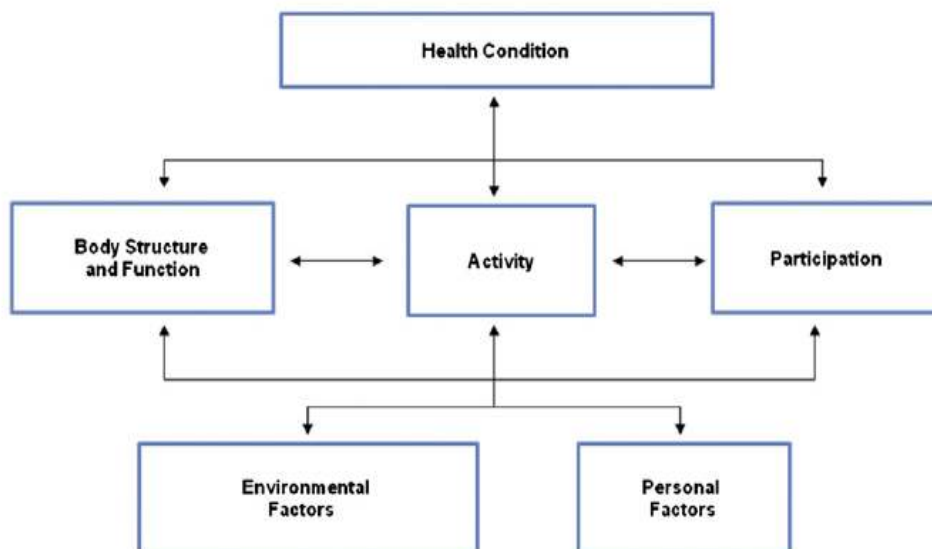 Health Condition
Body Structure
and Function
Activity
Participation
Environmental
Factors
Personal
Factors